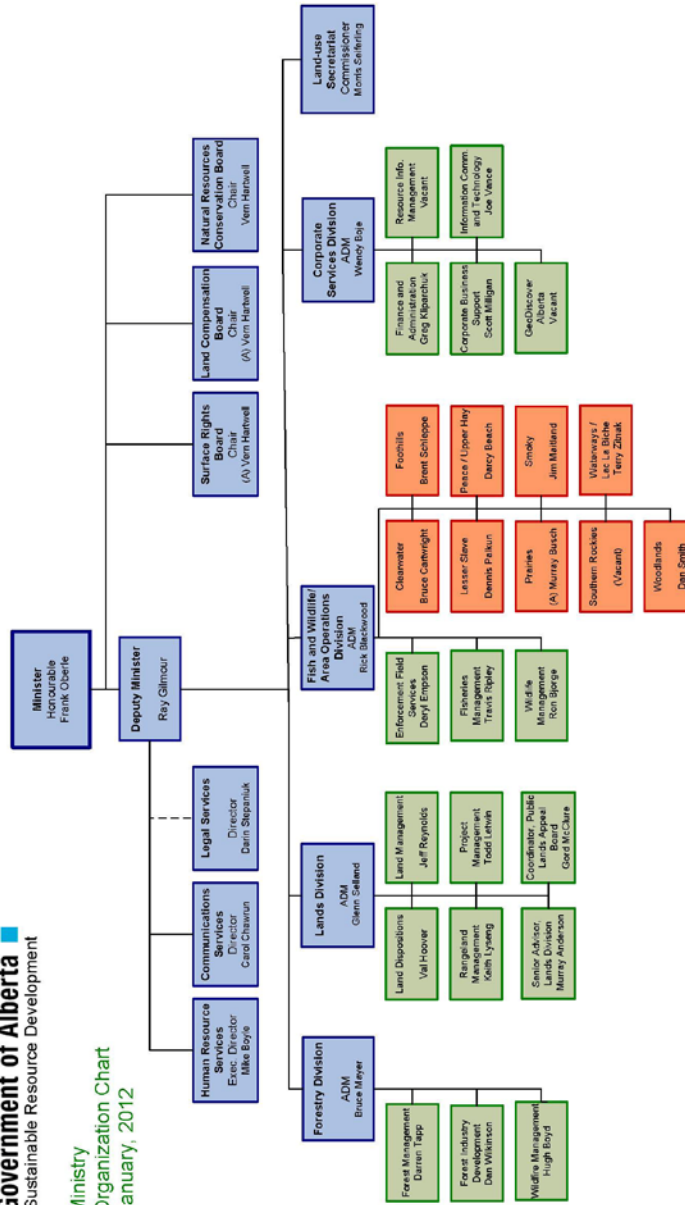 Government of Alberta
Sustainable Resource Development
Ministry
Organization Chart
January, 2012
Minister
Honourable
Frank Oberle
Deputy Minister
Ray Gilmour
Human Resource
Services
Exec. Director
Mike Boyle
Communications
Services
Director
Carol Chawrun
Legal Services
Director
Darin Stepaniuk
Surface Rights
Board
Chair
(A) Vern Hartwell
Land Compensation
Board
Chair
(A) Vern Hartwell
Natural Resources
Conservation Board
Chair
Vern Hartwell
Forestry Division
ADM
Bruce Mayer
Lands Division
ADM
Glenn Selland
Fish and Wildlife/
Area Operations
Division
ADM
Rick Blackwood
Corporate
Services Division
ADM
Wendy Boje
Land-use
Secretariat
Commissioner
Morris Seiferling
Forest Management
Darren Tapp
Forest Industry
Development
Dan Wilkinson
Wildfire Management
Hugh Boyd
Land Dispositions
Val Hoover
Land Management
Jeff Reynolds
Rangeland
Management
Keith Lyseng
Project
Management
Todd Letwin
Senior Advisor,
Lands Division
Murray Anderson
Coordinator, Public
Lands Appeal
Board
Gord McClure
Enforcement Field
Services
Deryl Empson
Fisheries
Management
Travis Ripley
Wildlife
Management
Ron Bjorge
Clearwater
Bruce Cartwright
Foothills
Brent Schleppe
Lesser Slave
Dennis Palkun
Peace / Upper Hay
Darcy Beach
Prairies
(A) Murray Busch
Smoky
Jim Maitland
Southern Rockies
(Vacant)
Waterways /
Lac La Biche
Terry Zitnak
Woodlands
Dan Smith
Finance and
Administration
Greg Kliparchuk
Resource Info.
Management
Vacant
Corporate Business
Support
Scott Milligan
Information Comm.
and Technology
Joe Vance
GeoDiscover
Alberta
Vacant